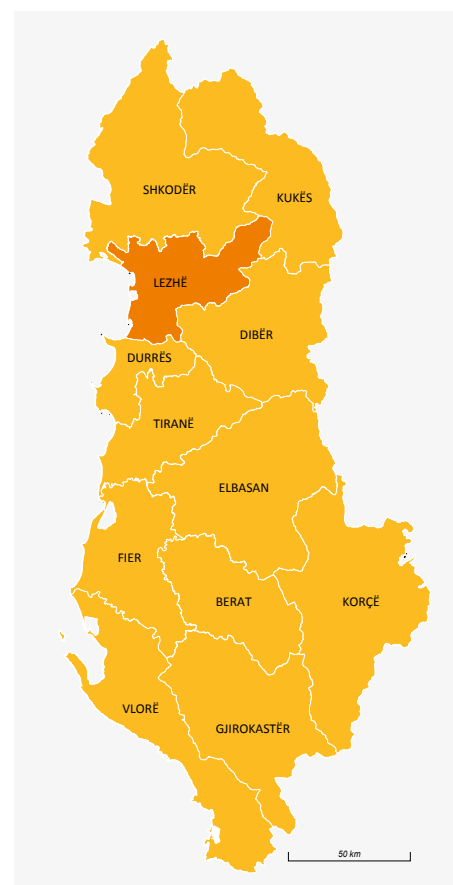 SHKODËR
KUKËS
LEZHË
DIBËR
DURRËS
TIRANË
ELBASAN
FIER
BERAT
KORÇË
VLORË
GJIROKASTËR
50 km